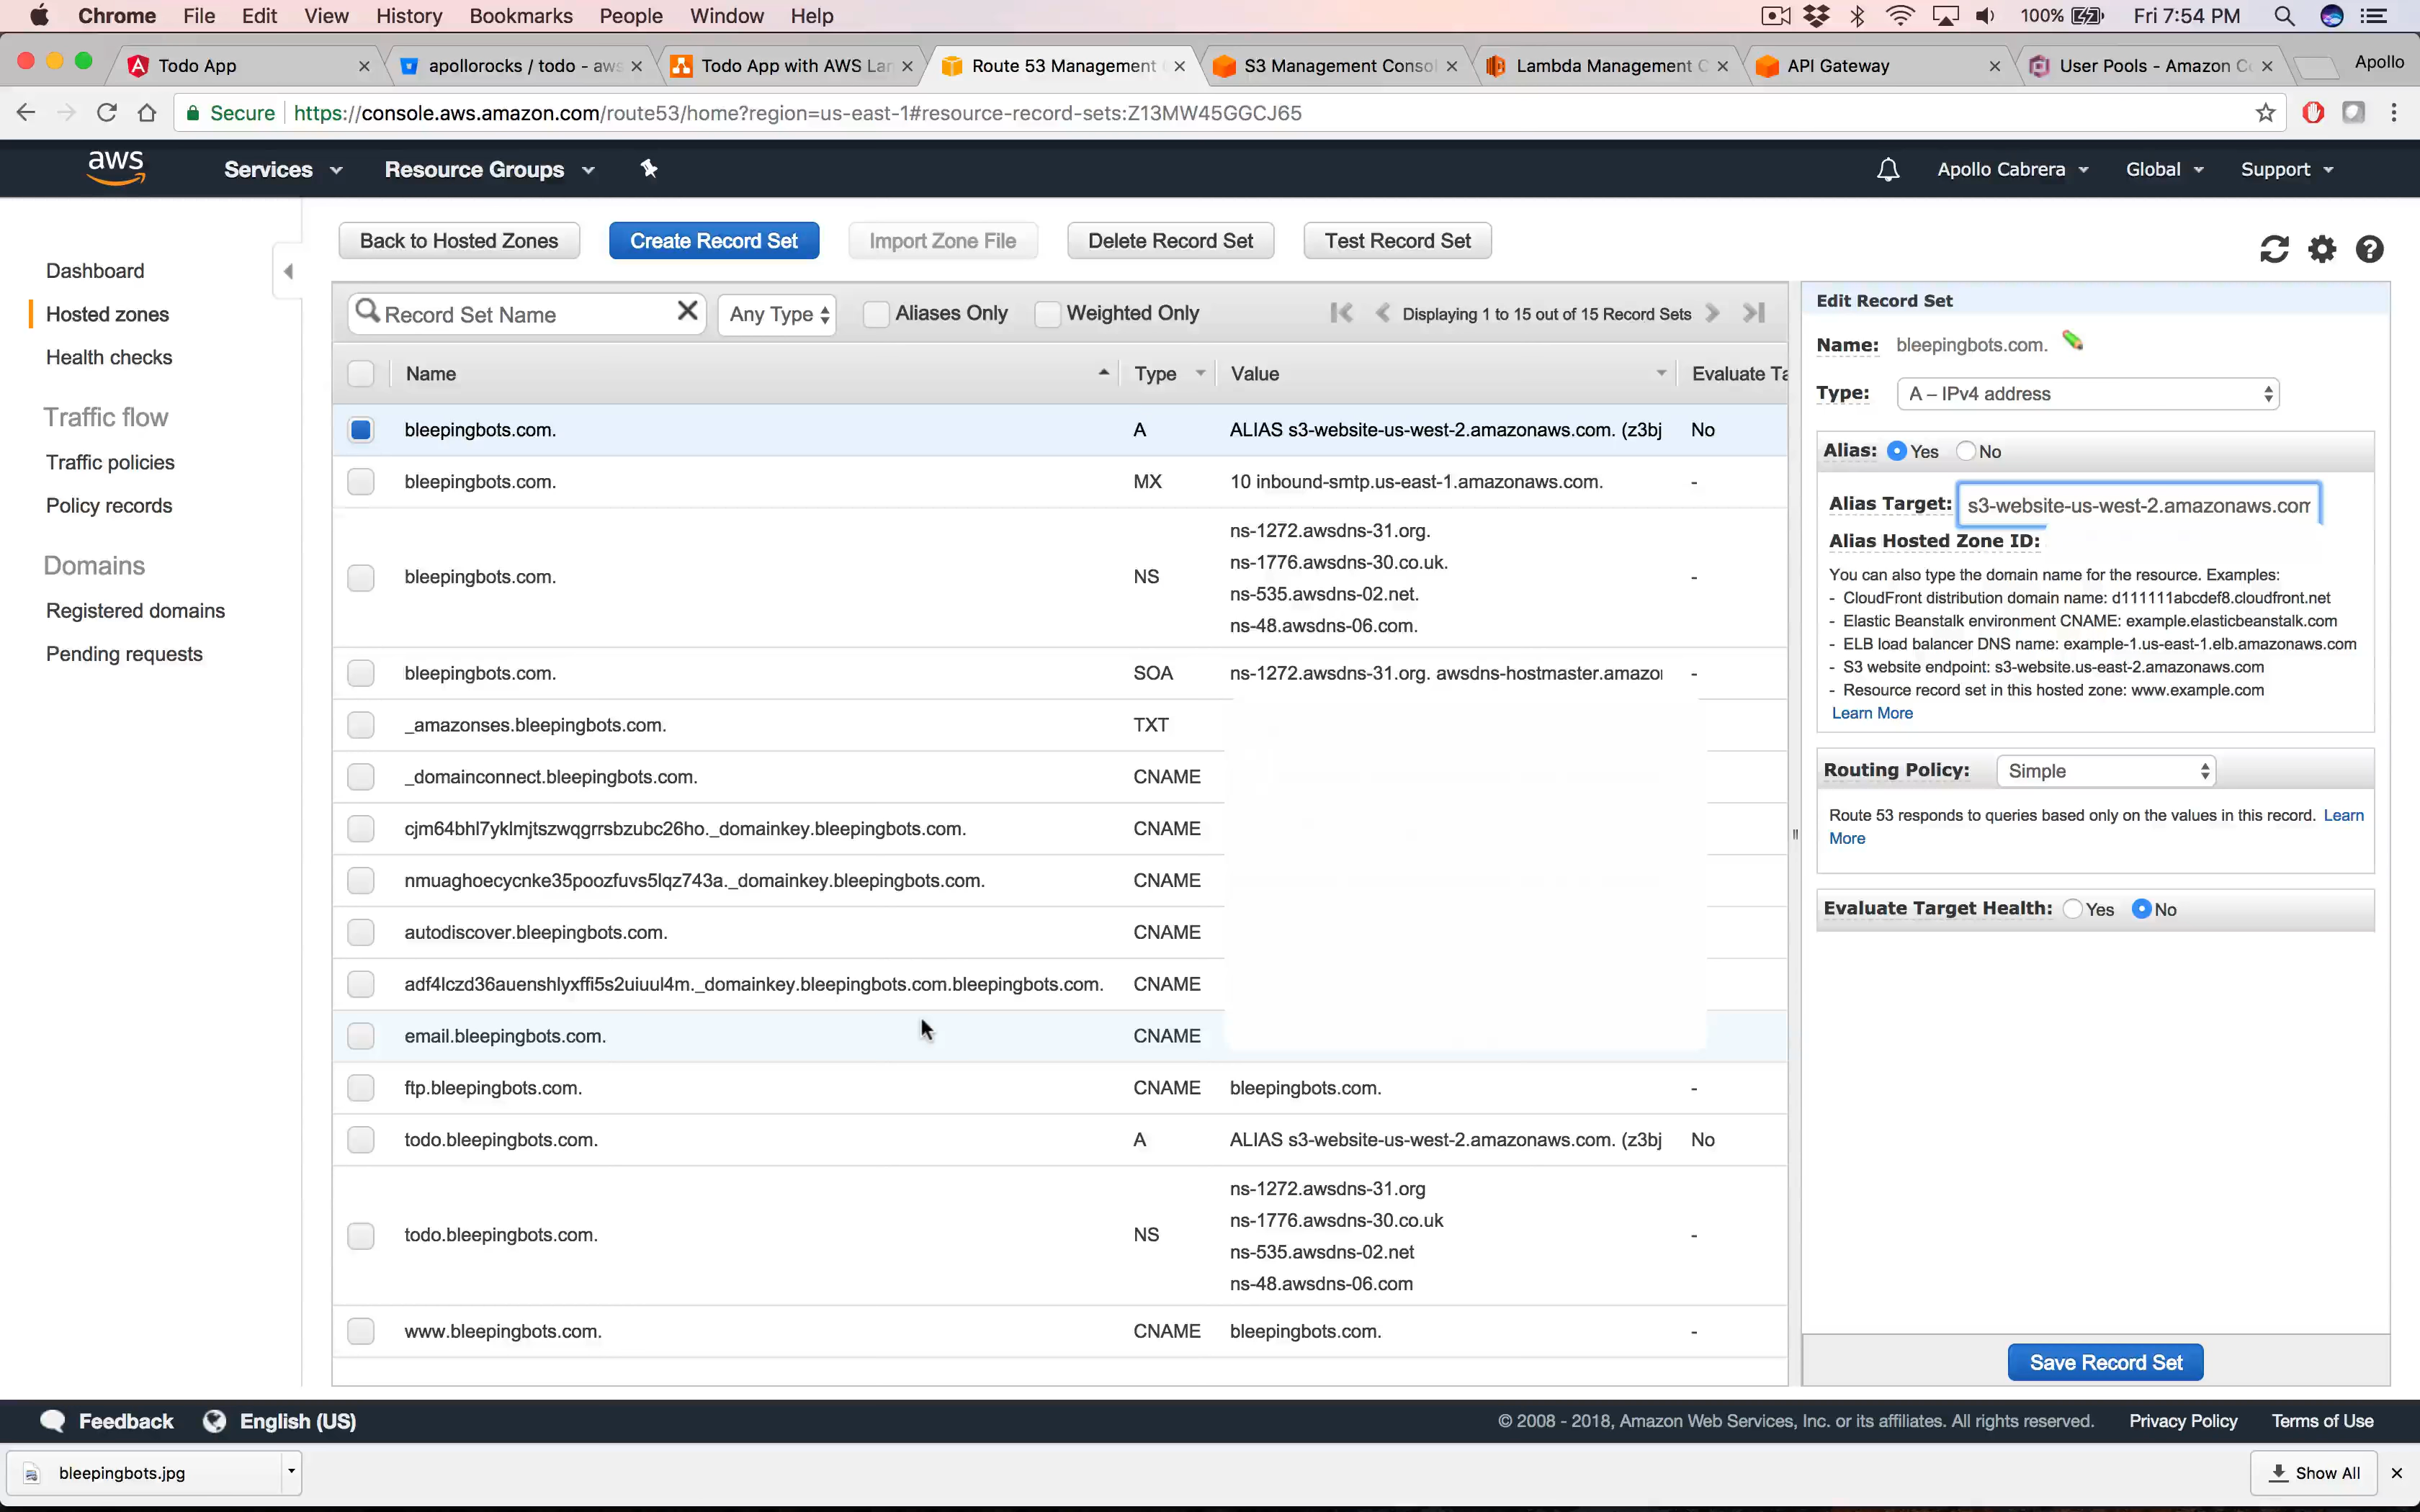 Chrome File Edit View History Bookmarks People Window Help 100% Fri 7:54 PM
Todo App apollorocks / todo - aws Todo App with AWS Lam Route 53 Management C S3 Management Consol Lambda Management C API Gateway User Pools - Amazon Co Apollo
Secure https://console.aws.amazon.com/route53/home?region=us-east-1#resource-record-sets:Z13MW45GGCJ65
aws Services Resource Groups Apollo Cabrera Global Support
Back to Hosted Zones Create Record Set Import Zone File Delete Record Set Test Record Set
Dashboard
Hosted zones
Health checks
Traffic flow
Traffic policies
Policy records
Domains
Registered domains
Pending requests
Record Set Name Any Type Aliases Only Weighted Only Displaying 1 to 15 out of 15 Record Sets
Name Type Value Evaluate Ta
bleepingbots.com. A ALIAS s3-website-us-west-2.amazonaws.com. (z3bj No
bleepingbots.com. MX 10 inbound-smtp.us-east-1.amazonaws.com. -
ns-1272.awsdns-31.org.
ns-1776.awsdns-30.co.uk.
bleepingbots.com. NS -
ns-535.awsdns-02.net.
ns-48.awsdns-06.com.
bleepingbots.com. SOA ns-1272.awsdns-31.org. awsdns-hostmaster.amazo -
_amazonses.bleepingbots.com. TXT
_domainconnect.bleepingbots.com. CNAME
cjm64bhl7yklmjtszwqgrrsbzubc26ho._domainkey.bleepingbots.com. CNAME
nmuaghoecycnke35poozfuvs5lqz743a._domainkey.bleepingbots.com. CNAME
autodiscover.bleepingbots.com. CNAME
adf4lczd36auenshlyxffi5s2uiuul4m._domainkey.bleepingbots.com.bleepingbots.com. CNAME
email.bleepingbots.com. CNAME
ftp.bleepingbots.com. CNAME bleepingbots.com. -
todo.bleepingbots.com. A ALIAS s3-website-us-west-2.amazonaws.com. (z3bj No
ns-1272.awsdns-31.org
ns-1776.awsdns-30.co.uk
todo.bleepingbots.com. NS -
ns-535.awsdns-02.net
ns-48.awsdns-06.com
www.bleepingbots.com. CNAME bleepingbots.com. -
Edit Record Set
Name: bleepingbots.com.
Type: A – IPv4 address
Alias: Yes No
Alias Target: s3-website-us-west-2.amazonaws.com
Alias Hosted Zone ID:
You can also type the domain name for the resource. Examples:
- CloudFront distribution domain name: d111111abcdef8.cloudfront.net
- Elastic Beanstalk environment CNAME: example.elasticbeanstalk.com
- ELB load balancer DNS name: example-1.us-east-1.elb.amazonaws.com
- S3 website endpoint: s3-website.us-east-2.amazonaws.com
- Resource record set in this hosted zone: www.example.com
Learn More
Routing Policy: Simple
Route 53 responds to queries based only on the values in this record. Learn
More
Evaluate Target Health: Yes No
Save Record Set
Feedback English (US) © 2008 - 2018, Amazon Web Services, Inc. or its affiliates. All rights reserved. Privacy Policy Terms of Use
bleepingbots.jpg Show All